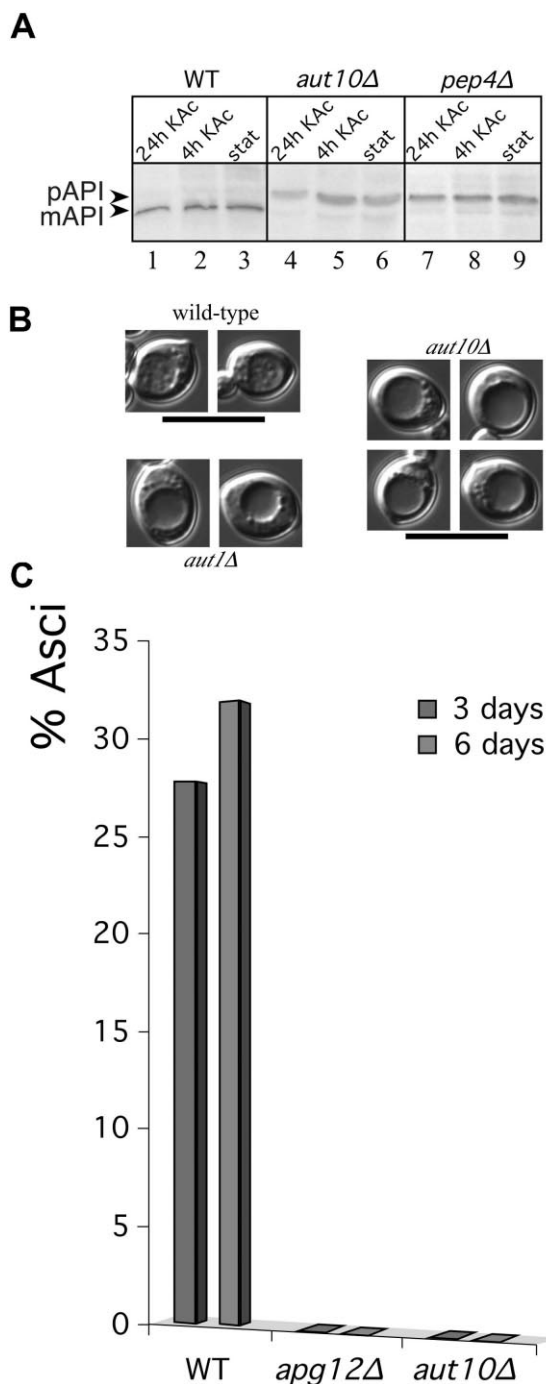 A
WT aut10Δ pep4Δ
24h KAc 4h KAc stat 24h KAc 4h KAc stat 24h KAc 4h KAc stat
pAPI
mAPI
1 2 3 4 5 6 7 8 9
B
wild-type
aut10Δ
aut1Δ
C
% Asci
35
30
25
20
15
10
5
0
3 days
6 days
WT apg12Δ aut10Δ